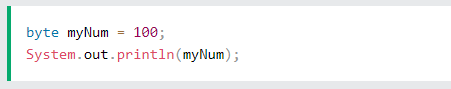 byte myNum = 100;
System.out.println(myNum);